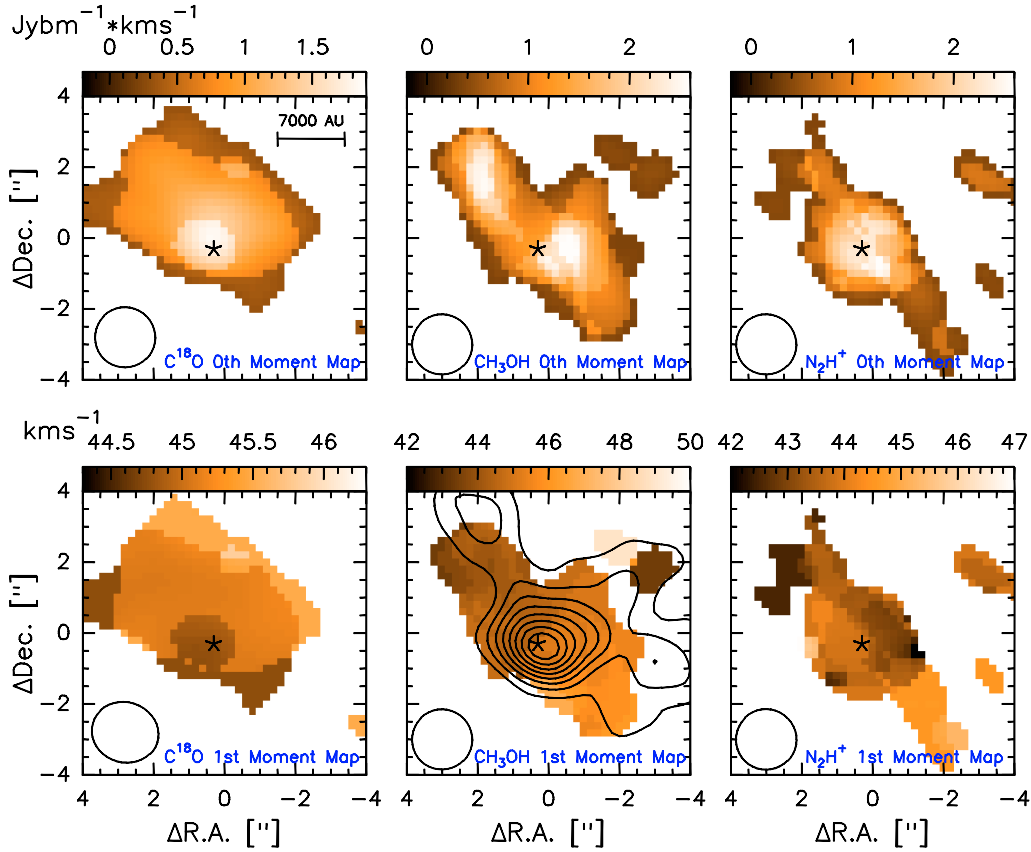 Jybm⁻¹*kms⁻¹
0 0.5 1 1.5 0 1 2 0 1 2
4
2
0
−2
−4
ΔDec. ["]
7000 AU
C¹⁸O 0th Moment Map
CH₃OH 0th Moment Map
N₂H⁺ 0th Moment Map
kms⁻¹
44.5 45 45.5 46 42 44 46 48 50 42 43 44 45 46 47
4
2
0
−2
−4
ΔDec. ["]
C¹⁸O 1st Moment Map
CH₃OH 1st Moment Map
N₂H⁺ 1st Moment Map
4 2 0 −2 −4 2 0 −2 −4 2 0 −2 −4
ΔR.A. ["] ΔR.A. ["] ΔR.A. ["]